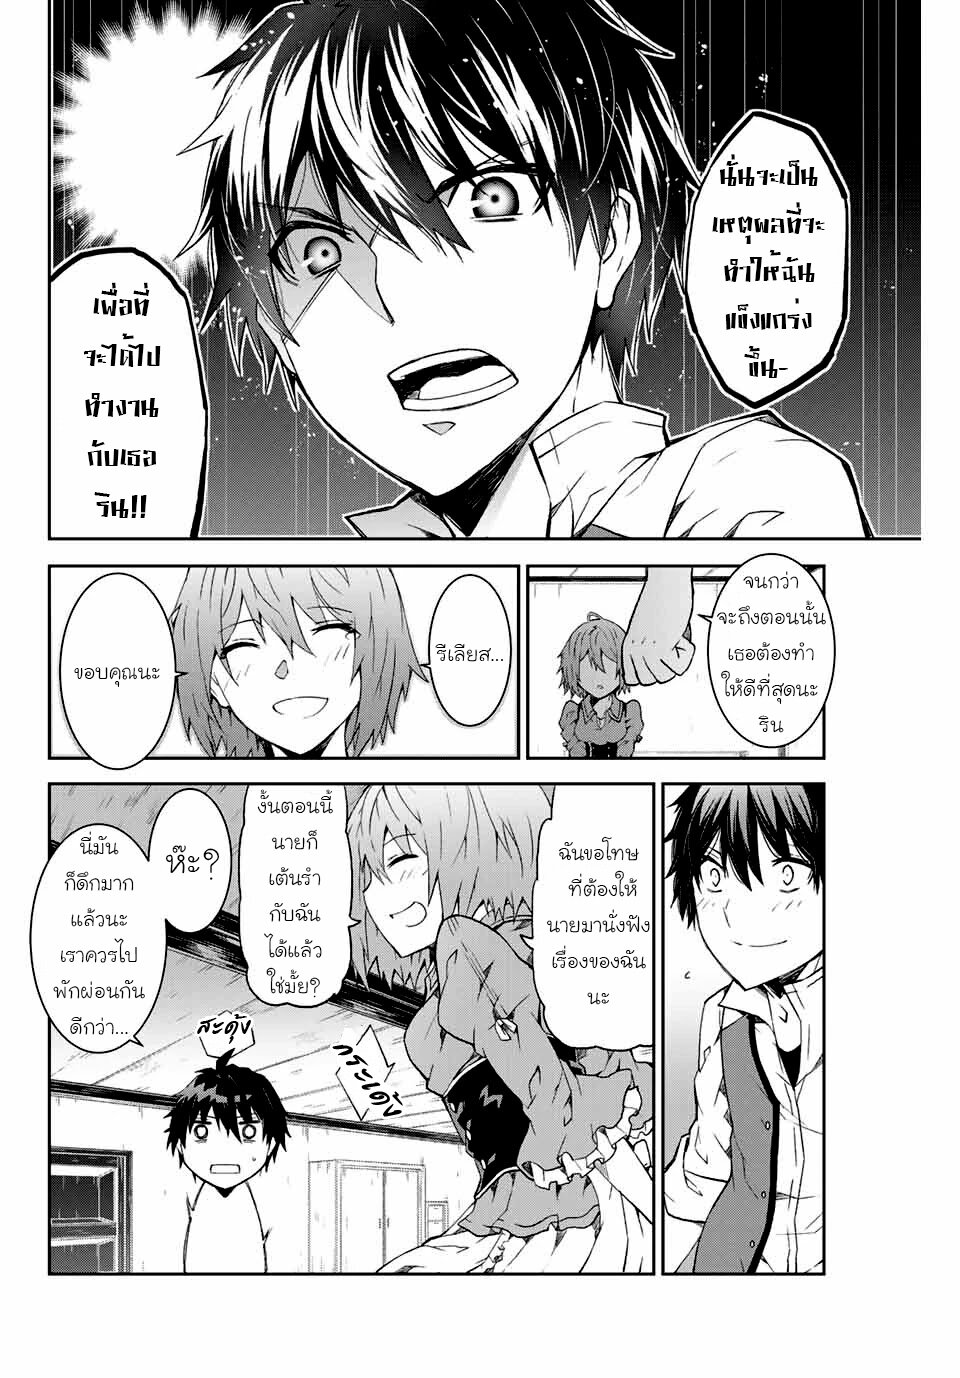 นั่นจะเป็น
เหตุผลที่จะ
ทำให้ฉัน
แข็งแกร่ง
ขึ้น-
เพื่อที่
จะได้ไป
ทำงาน
กับเธอ
ริน!!
จนกว่า
จะถึงตอนนั้น
เธอต้องทำ
ให้ดีที่สุดนะ
ริน
รีเลียส...
ขอบคุณนะ
ฉันขอโทษ
ที่ต้องให้
นายมานั่งฟัง
เรื่องของฉัน
นะ
งั้นตอนนี้
นายก็
เต้นรำ
กับฉัน
ได้แล้ว
ใช่มั้ย?
กระเด้ง
ห๊ะ?
สะดุ้ง
นี่มัน
ก็ดึกมาก
แล้วนะ
เราควรไป
พักผ่อนกัน
ดีกว่า...